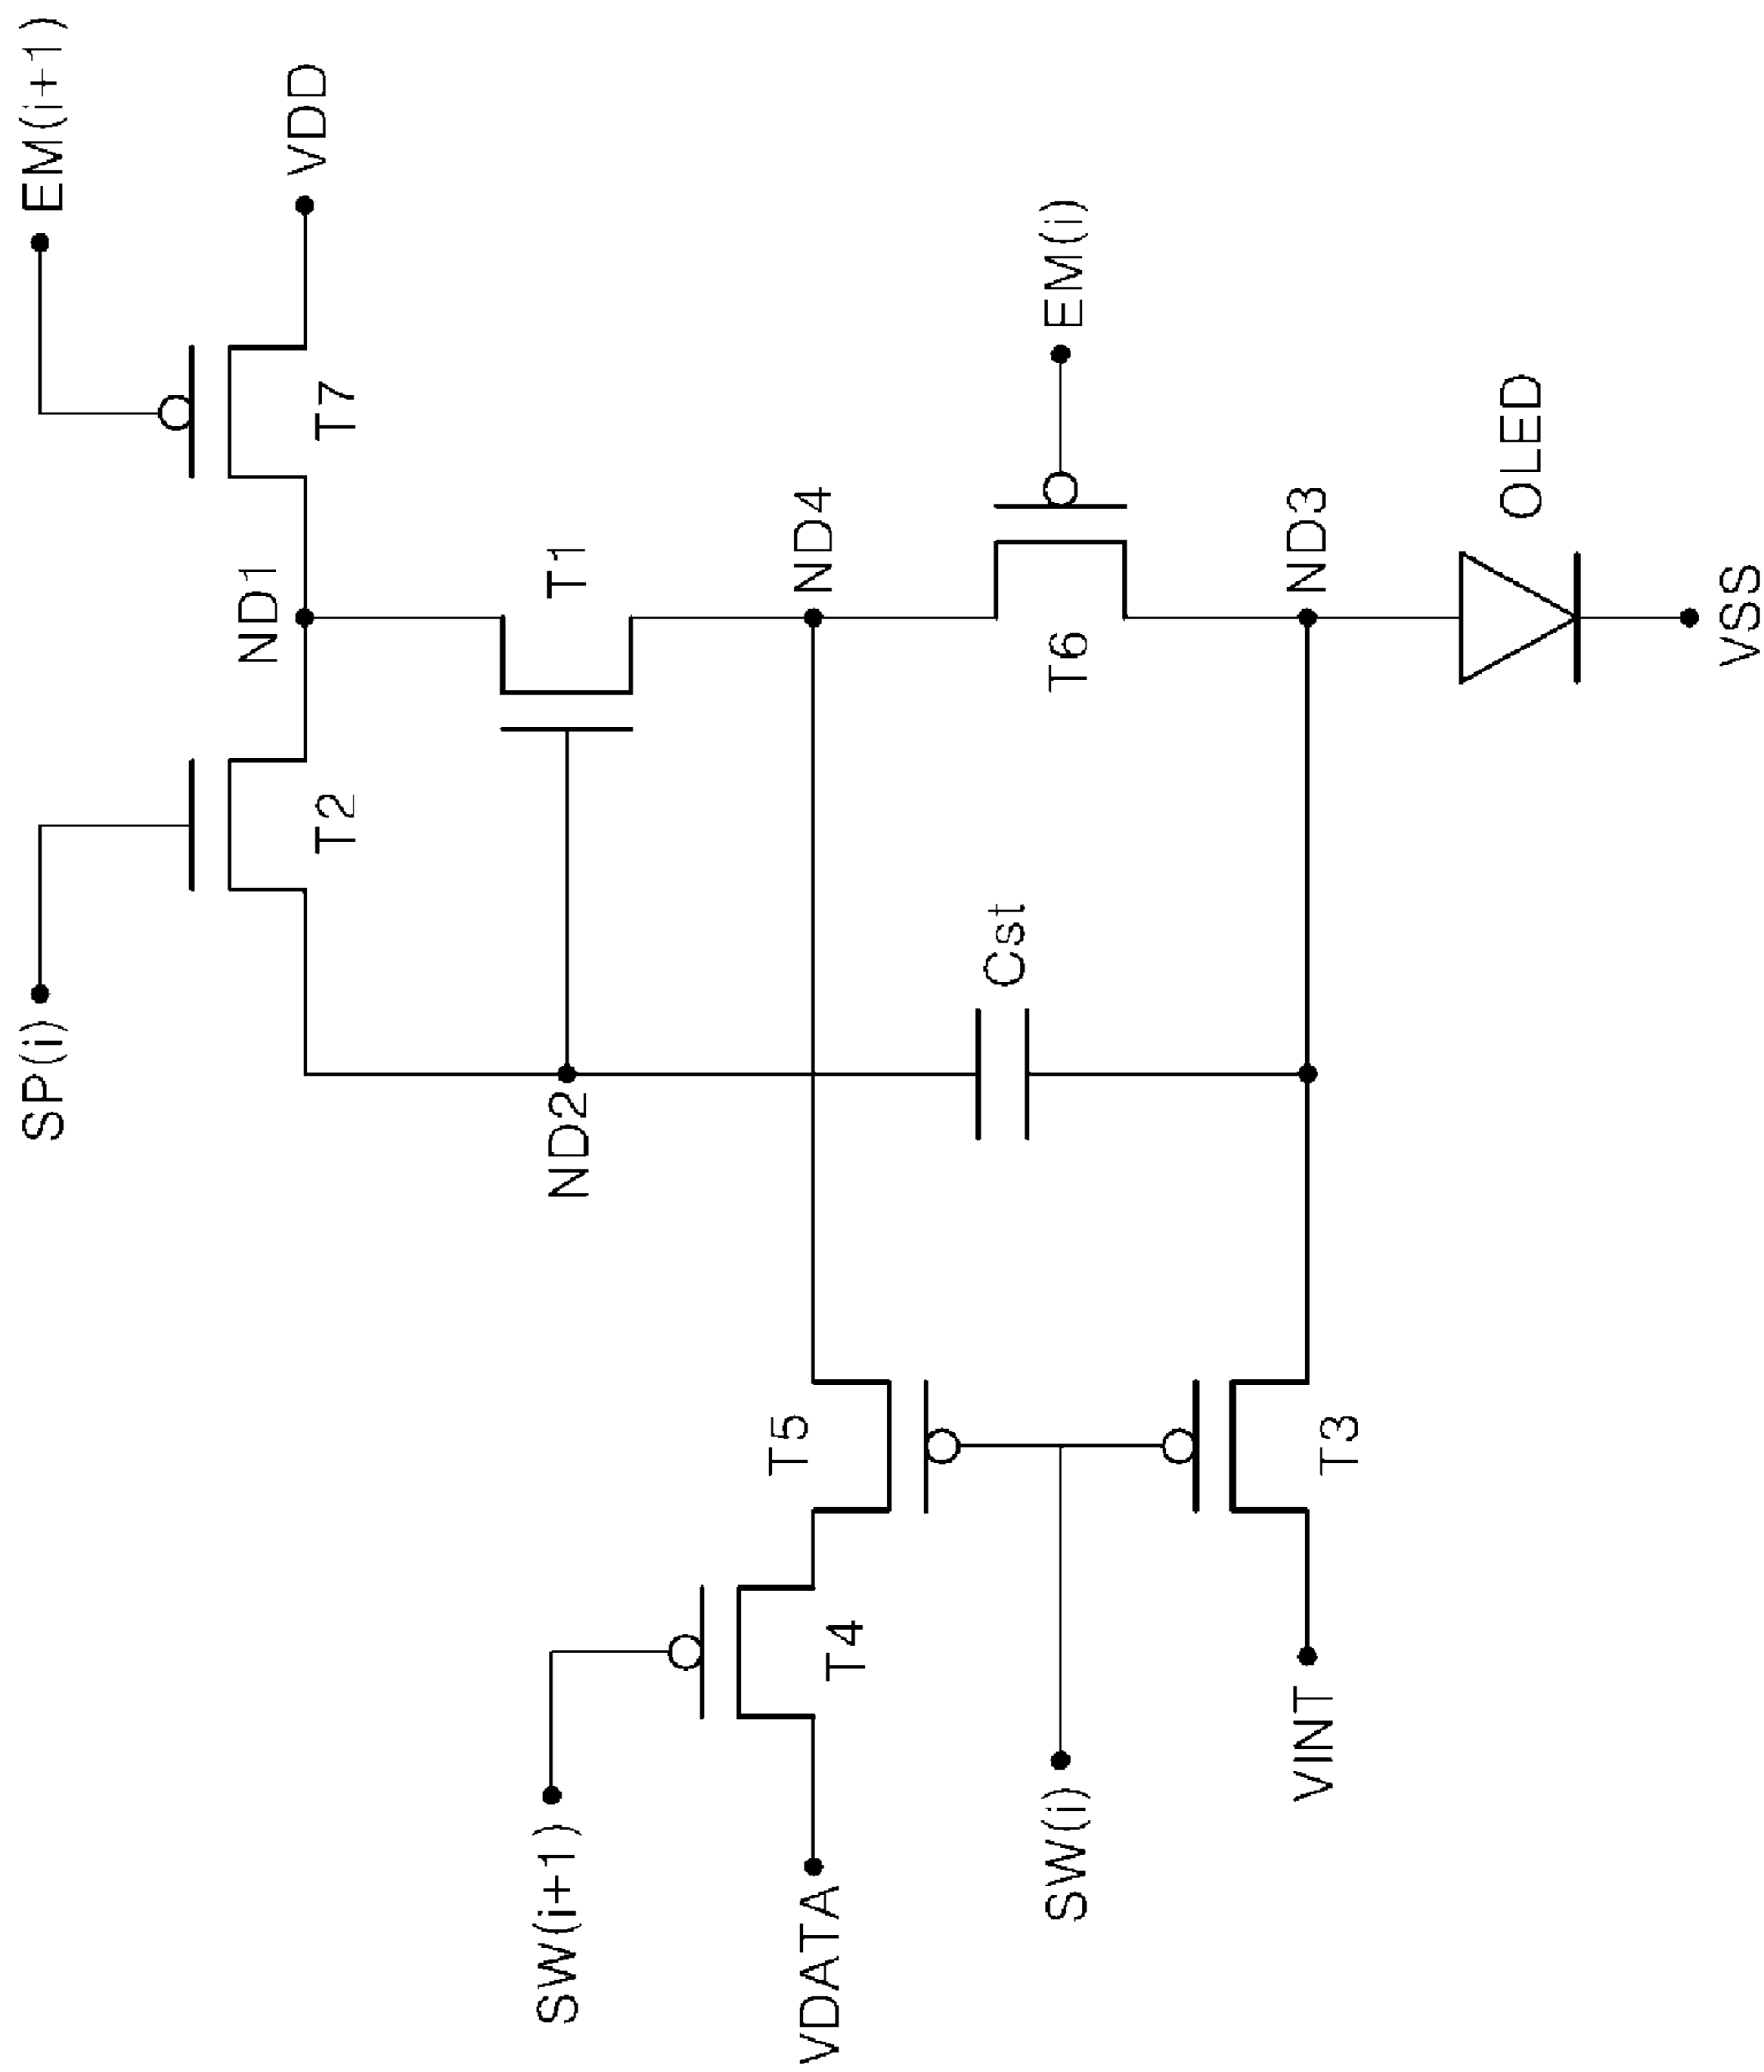 EM(i+1)
VDD
SP(i)
T7
T2
ND1
T1
ND2
ND4
EM(i)
Cst
T6
T5
SW(i+1)
T4
VDATA
SW(i)
T3
VINT
ND3
OLED
VSS